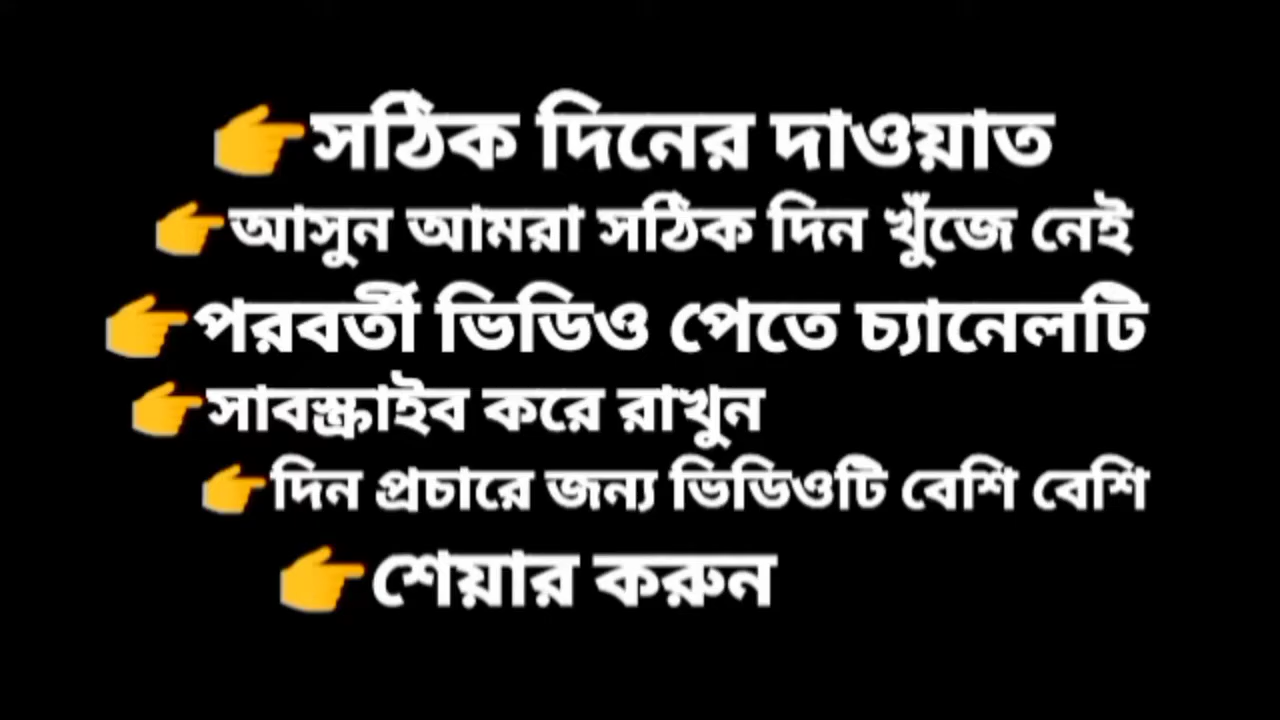 👉সঠিক দিনের দাওয়াত
👉আসুন আমরা সঠিক দিন খুঁজে নেই
👉পরবর্তী ভিডিও পেতে চ্যানেলটি
👉সাবস্ক্রাইব করে রাখুন
👉দিন প্রচারে জন্য ভিডিওটি বেশি বেশি
👉শেয়ার করুন